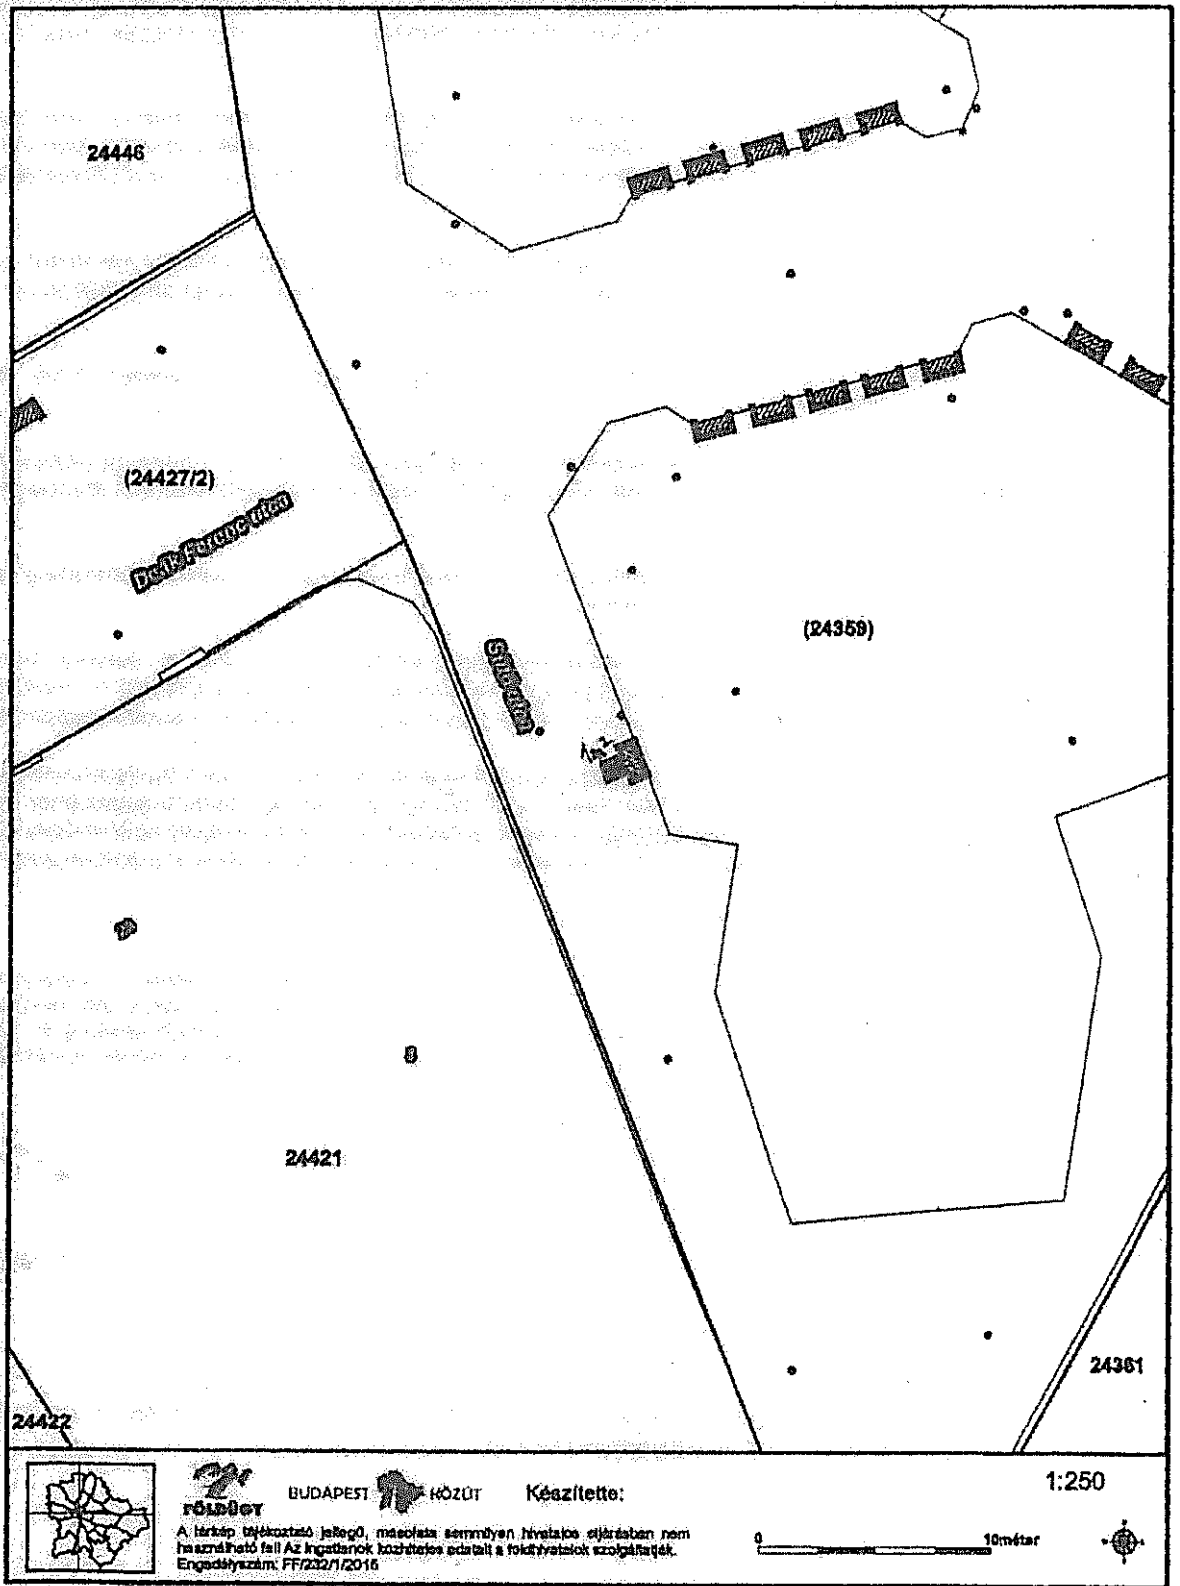 24446
(24427/2)
Deák Ferenc utca
(24359)
Sütő utca
24421
24361
24422
FÖLDÜGY
BUDAPEST KÖZÚT
Készítette:
1:250
A térkép tájékoztató jellegű, másolata semmilyen hivatalos eljárásban nem
használható fel! Az ingatlanok közhiteles adatait a földhivatalok szolgáltatják.
Engedélyszám: FF/232/1/2016
0 10méter